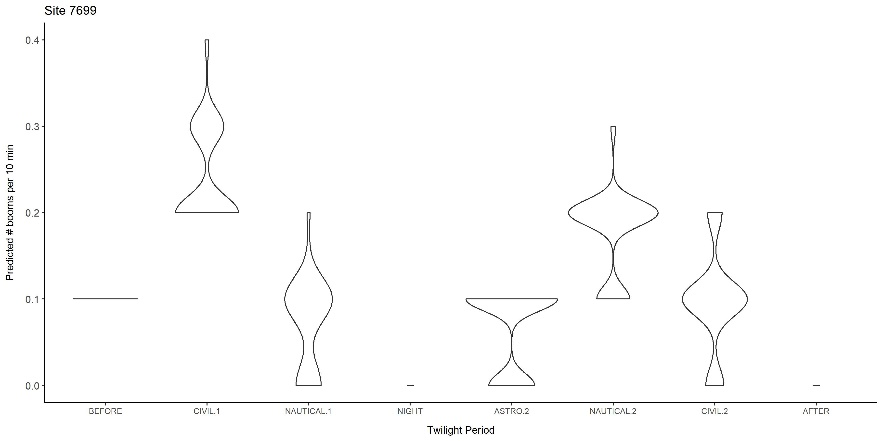 Site 7699
Predicted # booms per 10 min
0.4
0.3
0.2
0.1
0.0
BEFORE CIVIL.1 NAUTICAL.1 NIGHT ASTRO.2 NAUTICAL.2 CIVIL.2 AFTER
Twilight Period